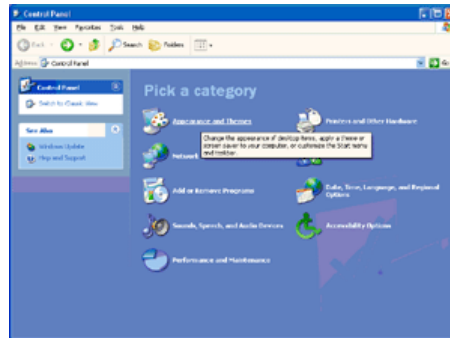 Control Panel
File Edit View Favorites Tools Help
Back Search Folders
Address Control Panel Go
Control Panel
Switch to Classic View
See Also
Windows Update
Help and Support
Pick a category
Appearance and Themes
Printers and Other Hardware
Change the appearance of desktop items, apply a theme or
screen saver to your computer, or customize the Start menu
and taskbar.
Network
Add or Remove Programs
Date, Time, Language, and Regional
Options
Sounds, Speech, and Audio Devices
Accessibility Options
Performance and Maintenance